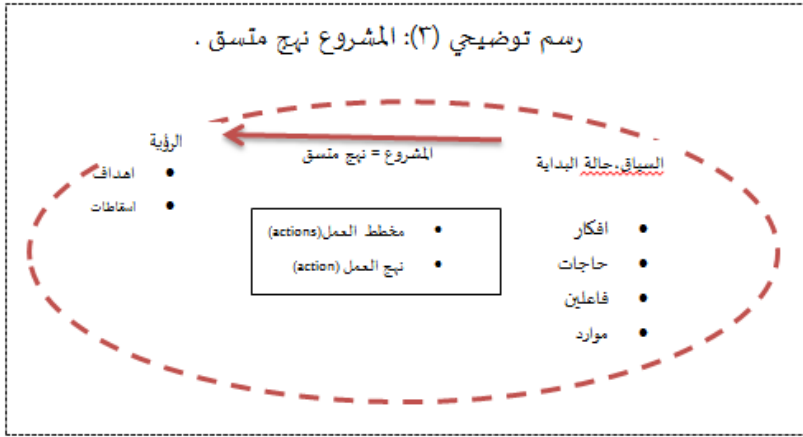 رسم توضيحي (٣): المشروع نهج متسق .
السياق،حالة البداية
• افكار
• حاجات
• فاعلين
• موارد
المشروع = نهج متسق
• مخطط العمل(actions)
• نهج العمل (action)
الرؤية
• اهداف
• اسقاطات